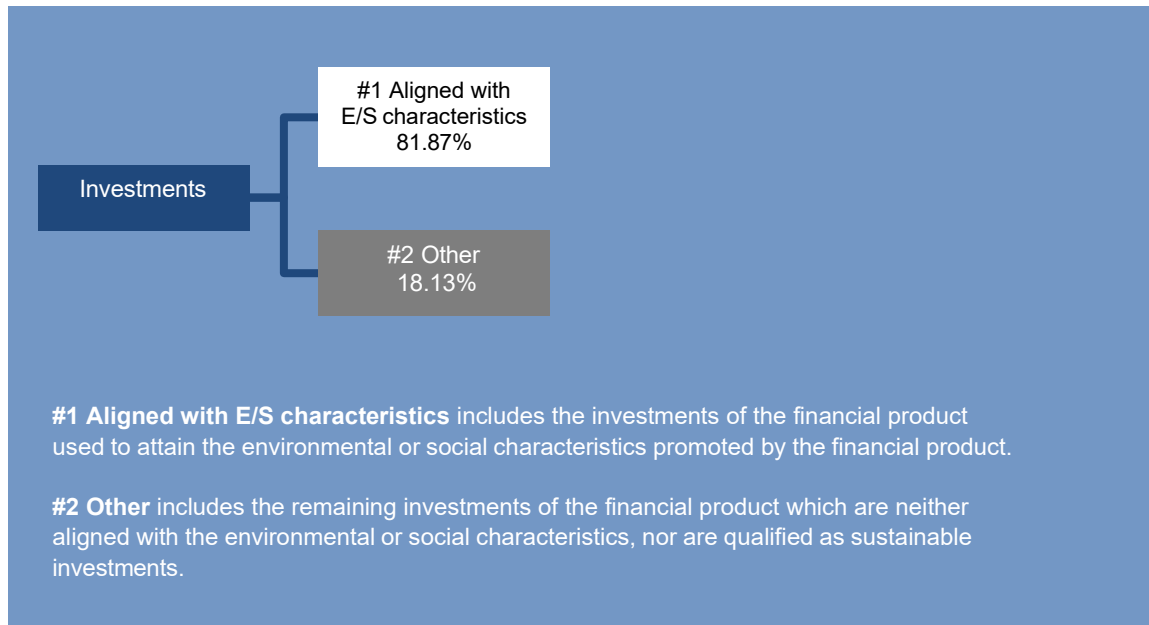 #1 Aligned with
E/S characteristics
81.87%
Investments
#2 Other
18.13%
#1 Aligned with E/S characteristics includes the investments of the financial product
used to attain the environmental or social characteristics promoted by the financial product.
#2 Other includes the remaining investments of the financial product which are neither
aligned with the environmental or social characteristics, nor are qualified as sustainable
investments.